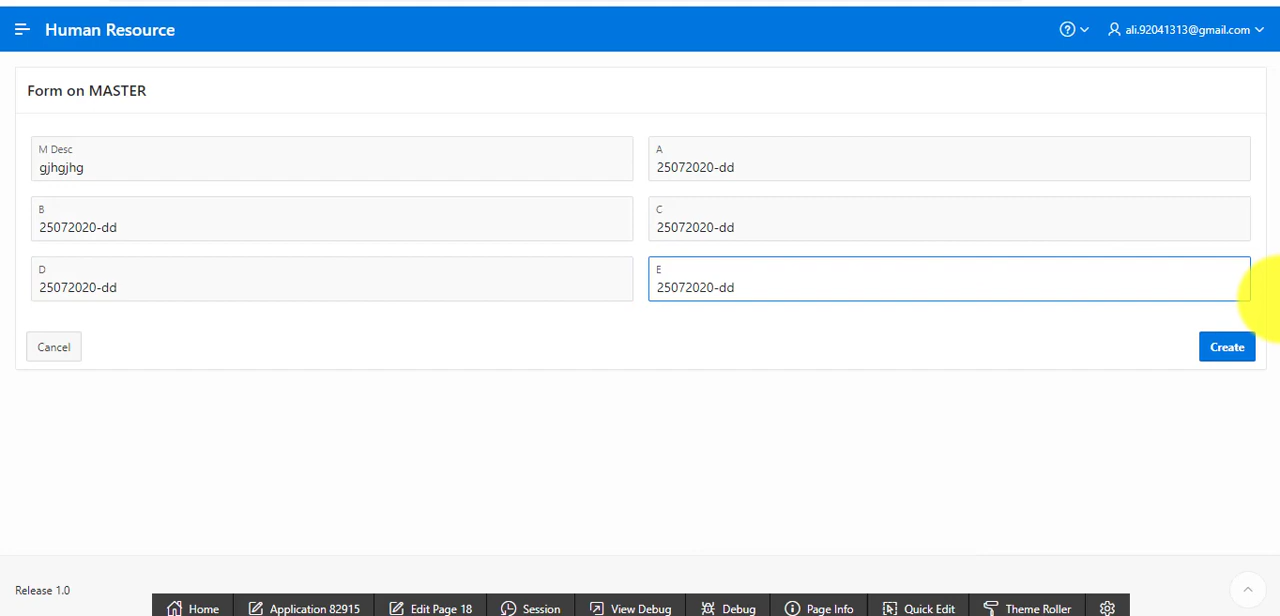 Human Resource
ali.92041313@gmail.com
Form on MASTER
M Desc
gjhgjhg
A
25072020-dd
B
25072020-dd
C
25072020-dd
D
25072020-dd
E
25072020-dd
Cancel
Create
Release 1.0
Home
Application 82915
Edit Page 18
Session
View Debug
Debug
Page Info
Quick Edit
Theme Roller